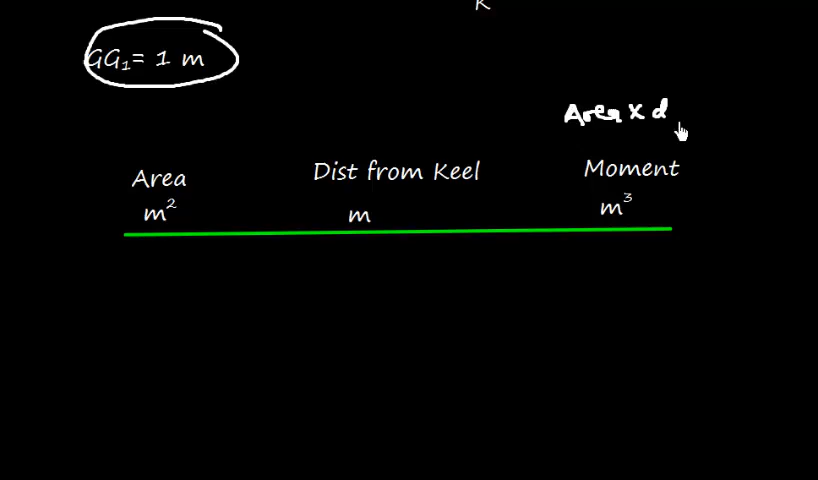 K
GG₁= 1 m
Area x d
Area Dist from Keel Moment
m² m m³